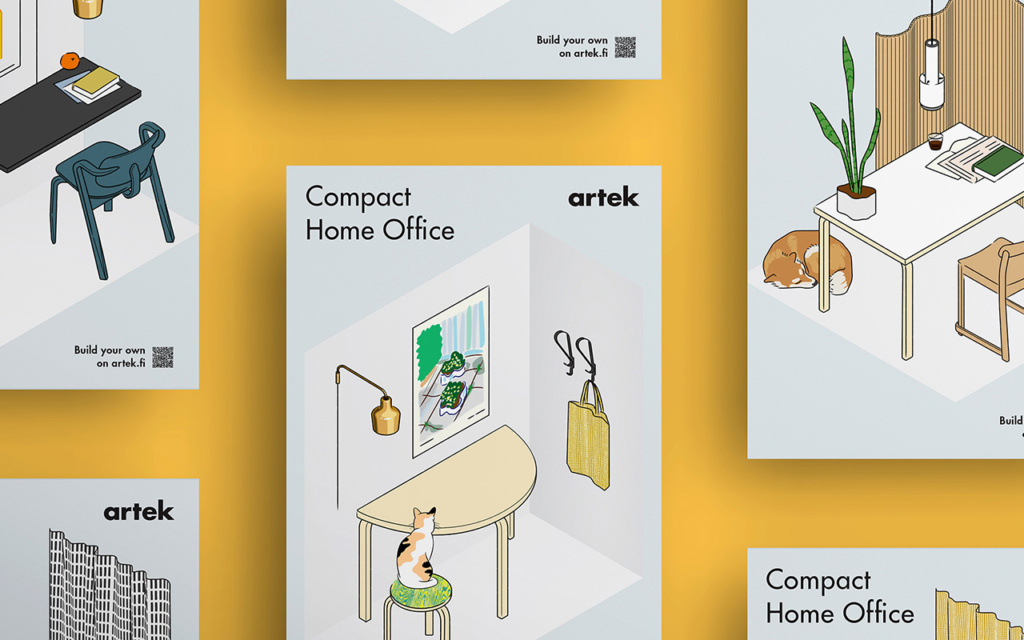 Build your own
on artek.fi
Compact
Home Office
artek
Build your own
on artek.fi
artek
Build
Compact
Home Office